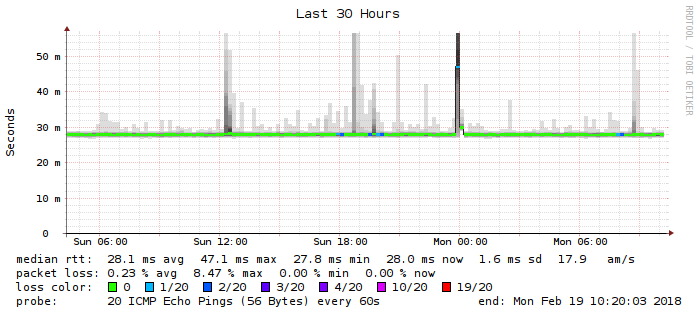 Last 30 Hours
RRDTOOL / TOBI OETIKER
Seconds
50 m
40 m
30 m
20 m
10 m
0
Sun 06:00 Sun 12:00 Sun 18:00 Mon 00:00 Mon 06:00
median rtt: 28.1 ms avg 47.1 ms max 27.8 ms min 28.0 ms now 1.6 ms sd 17.9 am/s
packet loss: 0.23 % avg 8.47 % max 0.00 % min 0.00 % now
loss color: 0 1/20 2/20 3/20 4/20 10/20 19/20
probe: 20 ICMP Echo Pings (56 Bytes) every 60s end: Mon Feb 19 10:20:03 2018